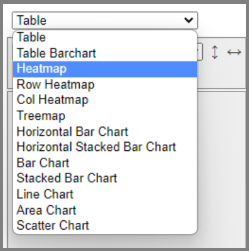 Table
Table
Table Barchart
Heatmap
Row Heatmap
Col Heatmap
Treemap
Horizontal Bar Chart
Horizontal Stacked Bar Chart
Bar Chart
Stacked Bar Chart
Line Chart
Area Chart
Scatter Chart